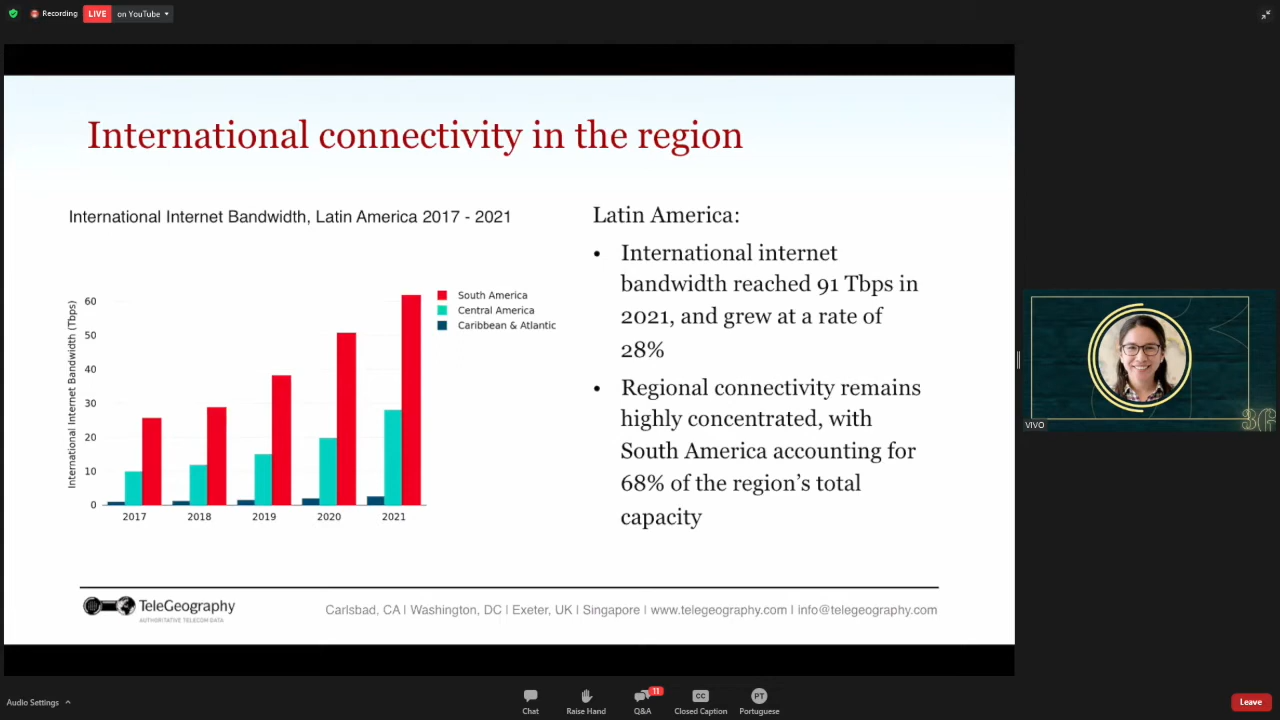 Recording
LIVE
on YouTube
International connectivity in the region
International Internet Bandwidth, Latin America 2017 - 2021
International Internet Bandwidth (Tbps)
60
50
40
30
20
10
0
2017 2018 2019 2020 2021
South America
Central America
Caribbean & Atlantic
Latin America:
• International internet
bandwidth reached 91 Tbps in
2021, and grew at a rate of
28%
• Regional connectivity remains
highly concentrated, with
South America accounting for
68% of the region's total
capacity
TeleGeography
AUTHORITATIVE TELECOM DATA
Carlsbad, CA | Washington, DC | Exeter, UK | Singapore | www.telegeography.com | info@telegeography.com
VIVO
Audio Settings
Chat
Raise Hand
11
Q&A
CC
Closed Caption
PT
Portuguese
Leave